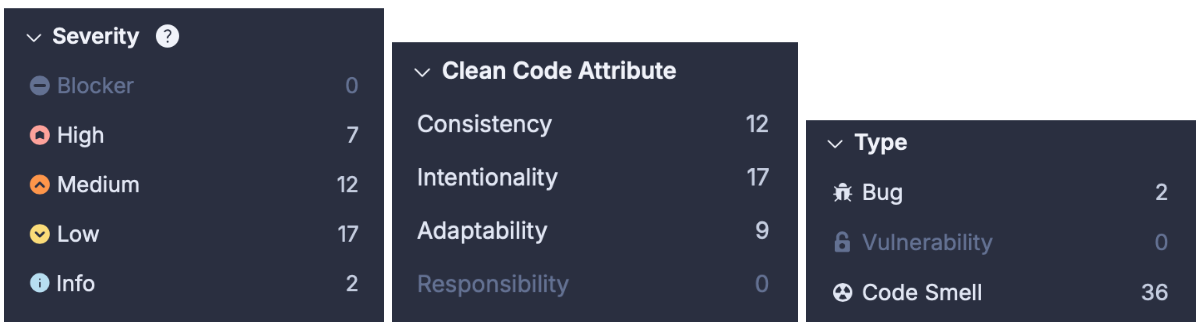 Severity ?
Blocker 0
High 7
Medium 12
Low 17
Info 2
Clean Code Attribute
Consistency 12
Intentionality 17
Adaptability 9
Responsibility 0
Type
Bug 2
Vulnerability 0
Code Smell 36